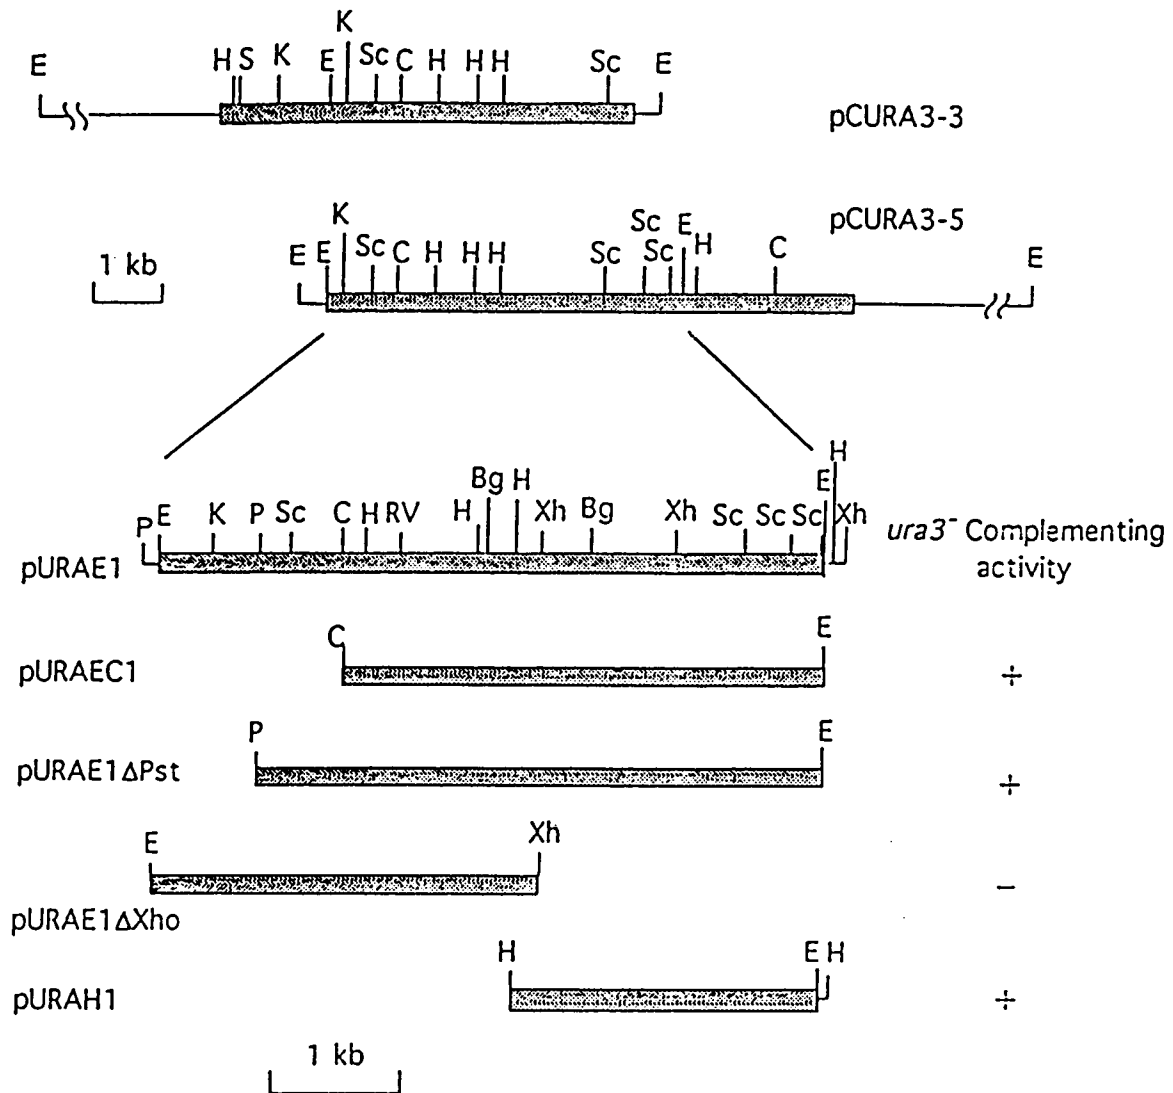 K
E H S K E Sc C H H H Sc E
pCURA3-3
pCURA3-5
K Sc E
1 kb E E Sc C H H H Sc Sc H C E
H
Bg H E
P E K P Sc C H RV H Xh Bg Xh Sc Sc Sc Xh
ura3⁻ Complementing
activity
pURAE1
C E
pURAEC1 ÷
P E
pURAE1ΔPst ÷
E Xh
−
pURAE1ΔXho
H E H
pURAH1 ÷
1 kb